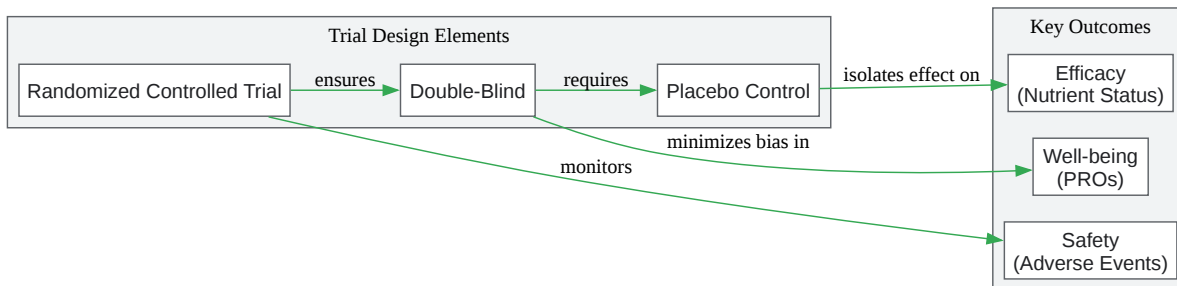 Trial Design Elements
Key Outcomes
Randomized Controlled Trial
ensures
Double-Blind
requires
Placebo Control
isolates effect on
Efficacy
(Nutrient Status)
minimizes bias in
Well-being
(PROs)
monitors
Safety
(Adverse Events)